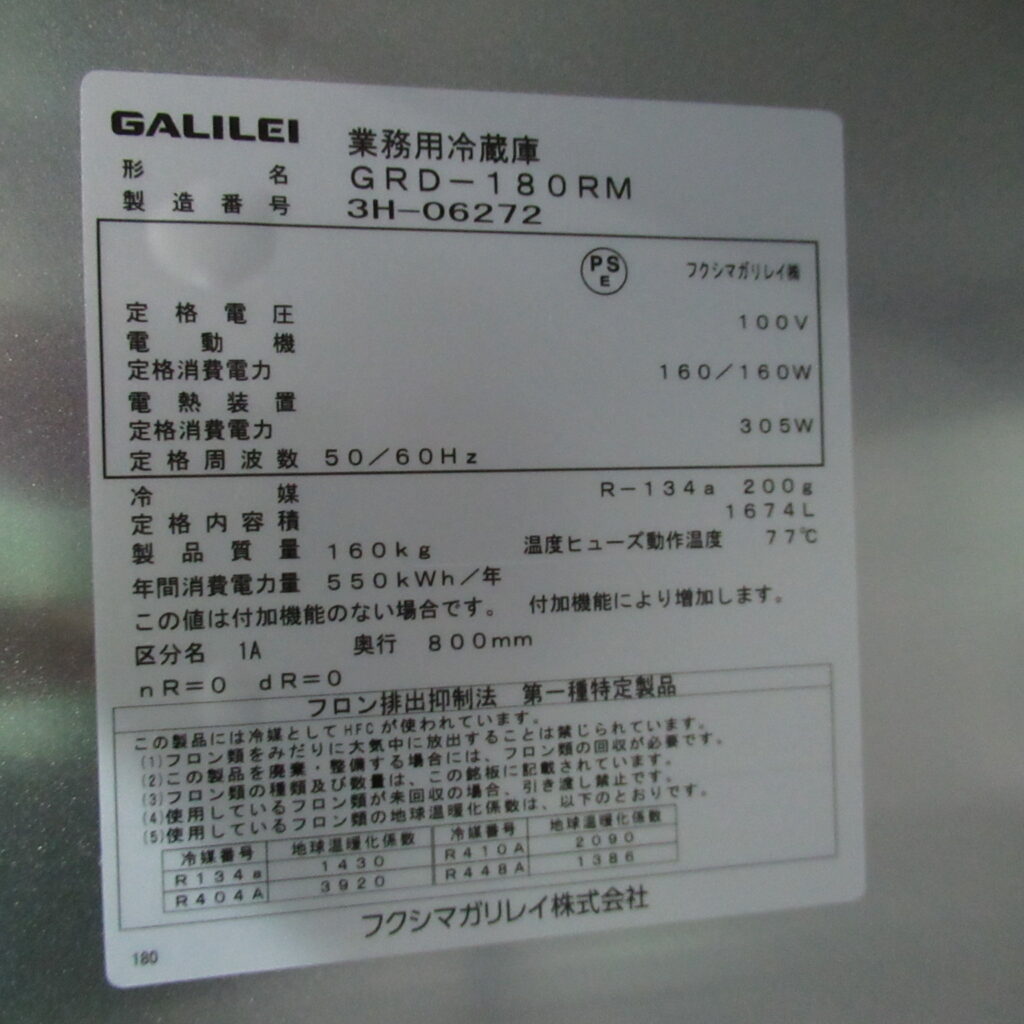 GALILEI 業務用冷蔵庫
形名 GRD-180RM
製造番号 3H-06272
PSE フクシマガリレイ㈱
定格電圧 100V
電動機
定格消費電力 160/160W
電熱装置
定格消費電力 305W
定格周波数 50/60Hz
冷媒 R-134a 200g
定格内容積 1674L
製品質量 160kg 温度ヒューズ動作温度 77℃
年間消費電力量 550kWh/年
この値は付加機能のない場合です。 付加機能により増加します。
区分名 1A 奥行 800mm
nR=0 dR=0
フロン排出抑制法 第一種特定製品
この製品には冷媒としてHFCが使われています。
(1)フロン類をみだりに大気中に放出することは禁じられています。
(2)この製品を廃棄・整備する場合には、フロン類の回収が必要です。
(3)フロン類の種類及び数量は、この銘板に記載されています。
(4)使用しているフロン類が未回収の場合、引き渡し禁止です。
(5)使用しているフロン類の地球温暖化係数は、以下のとおりです。
冷媒番号 地球温暖化係数 冷媒番号 地球温暖化係数
R134a 1430 R410A 2090
R404A 3920 R448A 1386
フクシマガリレイ株式会社
180